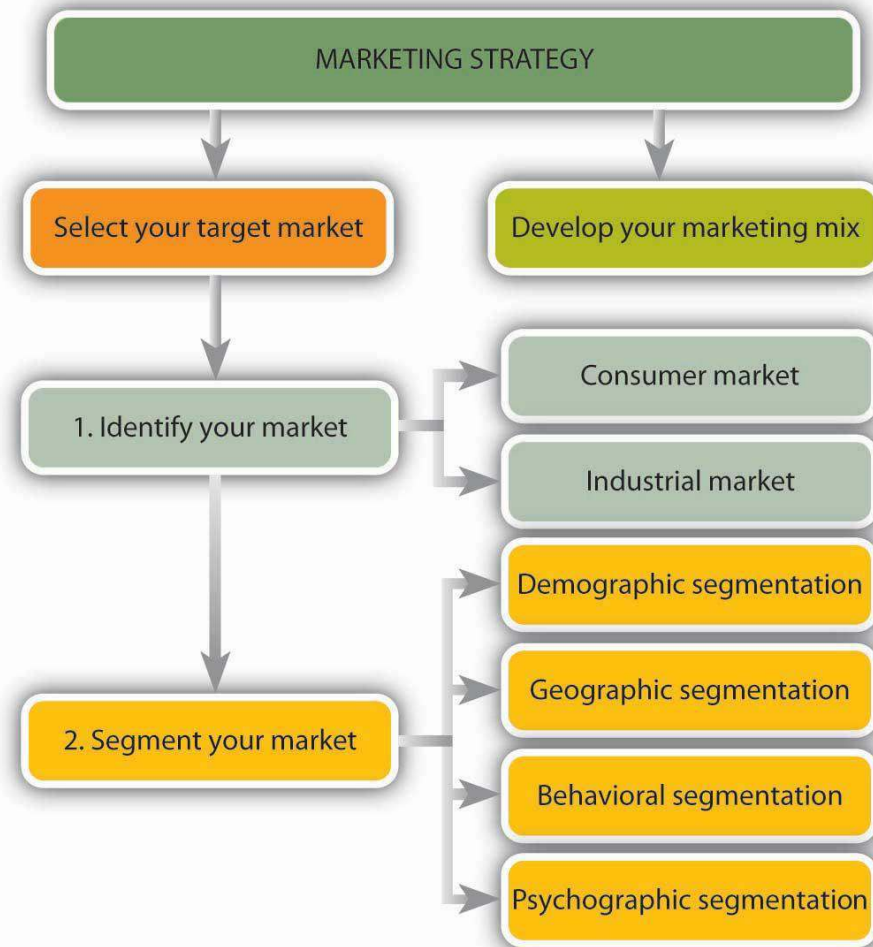 MARKETING STRATEGY
Select your target market
Develop your marketing mix
1. Identify your market
Consumer market
Industrial market
2. Segment your market
Demographic segmentation
Geographic segmentation
Behavioral segmentation
Psychographic segmentation